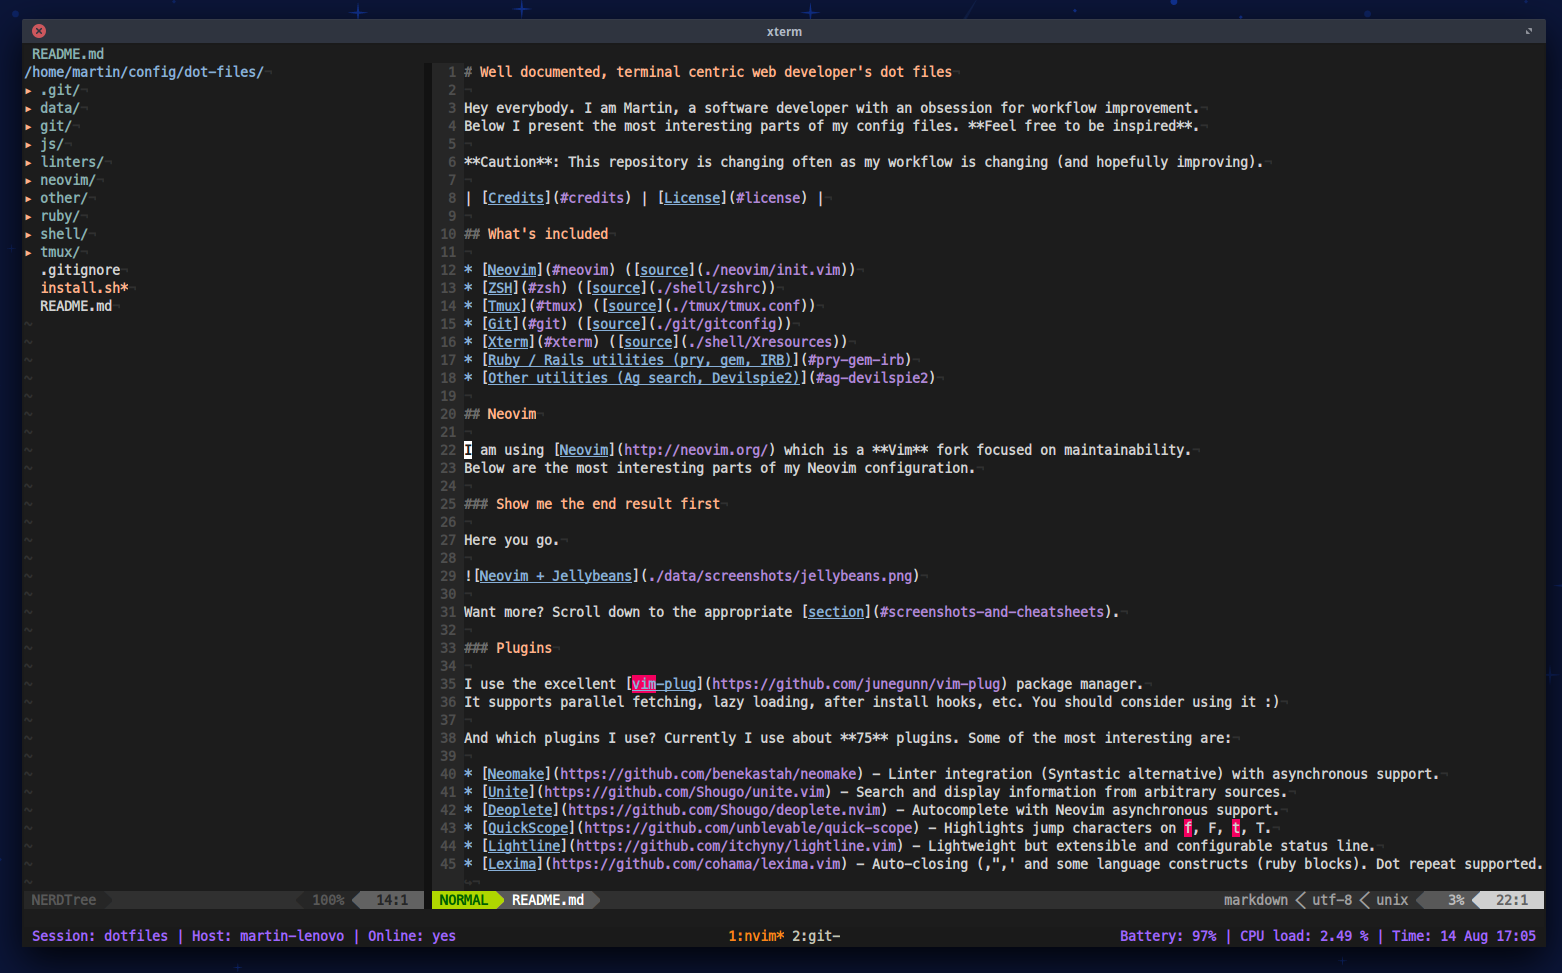 xterm
README.md
/home/martin/config/dot-files/¬
▸ .git/¬
▸ data/¬
▸ git/¬
▸ js/¬
▸ linters/¬
▸ neovim/¬
▸ other/¬
▸ ruby/¬
▸ shell/¬
▸ tmux/¬
.gitignore¬
install.sh*¬
README.md¬
1 # Well documented, terminal centric web developer's dot files¬
2 ¬
3 Hey everybody. I am Martin, a software developer with an obsession for workflow improvement.¬
4 Below I present the most interesting parts of my config files. **Feel free to be inspired**.¬
5 ¬
6 **Caution**: This repository is changing often as my workflow is changing (and hopefully improving).¬
7 ¬
8 | [Credits](#credits) | [License](#license) |¬
9 ¬
10 ## What's included¬
11 ¬
12 * [Neovim](#neovim) ([source](./neovim/init.vim))¬
13 * [ZSH](#zsh) ([source](./shell/zshrc))¬
14 * [Tmux](#tmux) ([source](./tmux/tmux.conf))¬
15 * [Git](#git) ([source](./git/gitconfig))¬
16 * [Xterm](#xterm) ([source](./shell/Xresources))¬
17 * [Ruby / Rails utilities (pry, gem, IRB)](#pry-gem-irb)¬
18 * [Other utilities (Ag search, Devilspie2)](#ag-devilspie2)¬
19 ¬
20 ## Neovim¬
21 ¬
22 I am using [Neovim](http://neovim.org/) which is a **Vim** fork focused on maintainability.¬
23 Below are the most interesting parts of my Neovim configuration.¬
24 ¬
25 ### Show me the end result first¬
26 ¬
27 Here you go.¬
28 ¬
29 ![Neovim + Jellybeans](./data/screenshots/jellybeans.png)¬
30 ¬
31 Want more? Scroll down to the appropriate [section](#screenshots-and-cheatsheets).¬
32 ¬
33 ### Plugins¬
34 ¬
35 I use the excellent [vim-plug](https://github.com/junegunn/vim-plug) package manager.¬
36 It supports parallel fetching, lazy loading, after install hooks, etc. You should consider using it :)¬
37 ¬
38 And which plugins I use? Currently I use about **75** plugins. Some of the most interesting are:¬
39 ¬
40 * [Neomake](https://github.com/benekastah/neomake) – Linter integration (Syntastic alternative) with asynchronous support.¬
41 * [Unite](https://github.com/Shougo/unite.vim) – Search and display information from arbitrary sources.¬
42 * [Deoplete](https://github.com/Shougo/deoplete.nvim) – Autocomplete with Neovim asynchronous support.¬
43 * [QuickScope](https://github.com/unblevable/quick-scope) – Highlights jump characters on f, F, t, T.¬
44 * [Lightline](https://github.com/itchyny/lightline.vim) – Lightweight but extensible and configurable status line.¬
45 * [Lexima](https://github.com/cohama/lexima.vim) – Auto-closing (,",' and some language constructs (ruby blocks). Dot repeat supported.
NERDTree 100% 14:1 NORMAL README.md markdown utf-8 unix 3% 22:1
Session: dotfiles | Host: martin-lenovo | Online: yes 1:nvim* 2:git- Battery: 97% | CPU load: 2.49 % | Time: 14 Aug 17:05